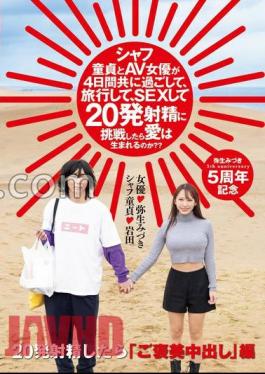 シャフ
童貞とAV女優が
4日間共に過ごして、
旅行して、SEXして
20発射精に
挑戦したら愛は
生まれるのか??
弥生みづき
5th anniversary
5周年
記念
女優♥弥生みづき
シャフ童貞♥岩田
ニート
20発射精したら「ご褒美中出し」編